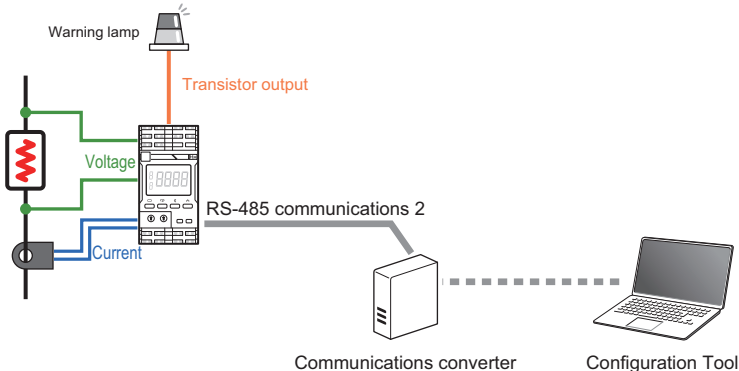 Warning lamp
Transistor output
Voltage
RS-485 communications 2
Current
Communications converter
Configuration Tool